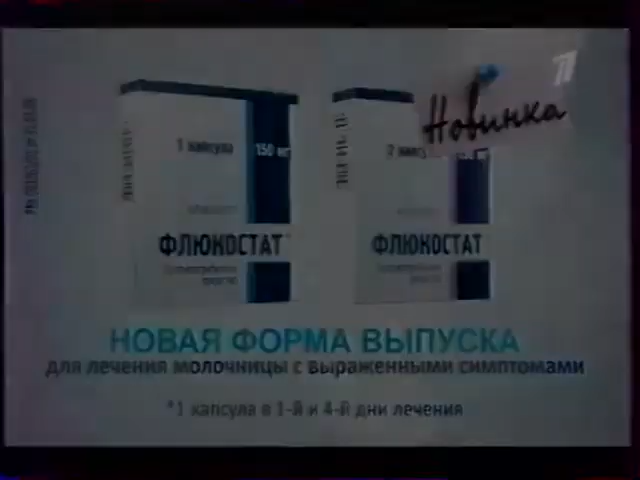 Новинка
1 капсула
150 мг
2 капсулы
ФЛЮКОСТАТ
ФЛЮКОСТАТ
НОВАЯ ФОРМА ВЫПУСКА
для лечения молочницы с выраженными симптомами
*1 капсула в 1-й и 4-й дни лечения